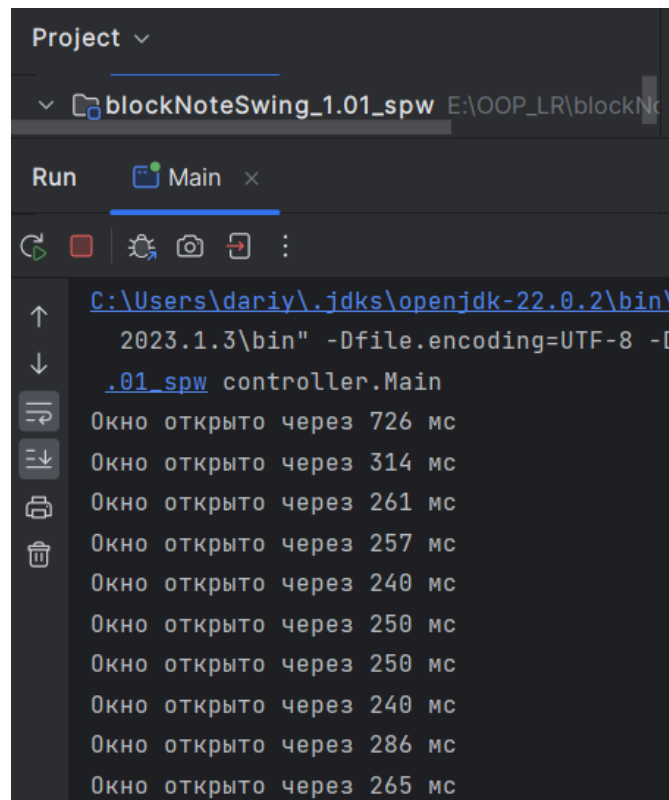 Project
blockNoteSwing_1.01_spw E:\OOP_LR\blockNo
Run Main
C:\Users\dariy\.jdks\openjdk-22.0.2\bin\
2023.1.3\bin" -Dfile.encoding=UTF-8 -D
.01_spw controller.Main
Окно открыто через 726 мс
Окно открыто через 314 мс
Окно открыто через 261 мс
Окно открыто через 257 мс
Окно открыто через 240 мс
Окно открыто через 250 мс
Окно открыто через 250 мс
Окно открыто через 240 мс
Окно открыто через 286 мс
Окно открыто через 265 мс